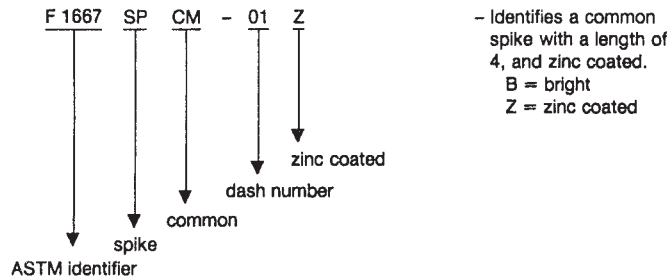 F 1667 SP CM - 01 Z
zinc coated
dash number
common
spike
ASTM identifier
– Identifies a common
spike with a length of
4, and zinc coated.
B = bright
Z = zinc coated